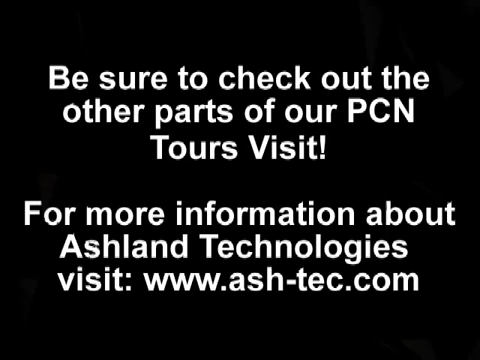 Be sure to check out the
other parts of our PCN
Tours Visit!
For more information about
Ashland Technologies
visit: www.ash-tec.com